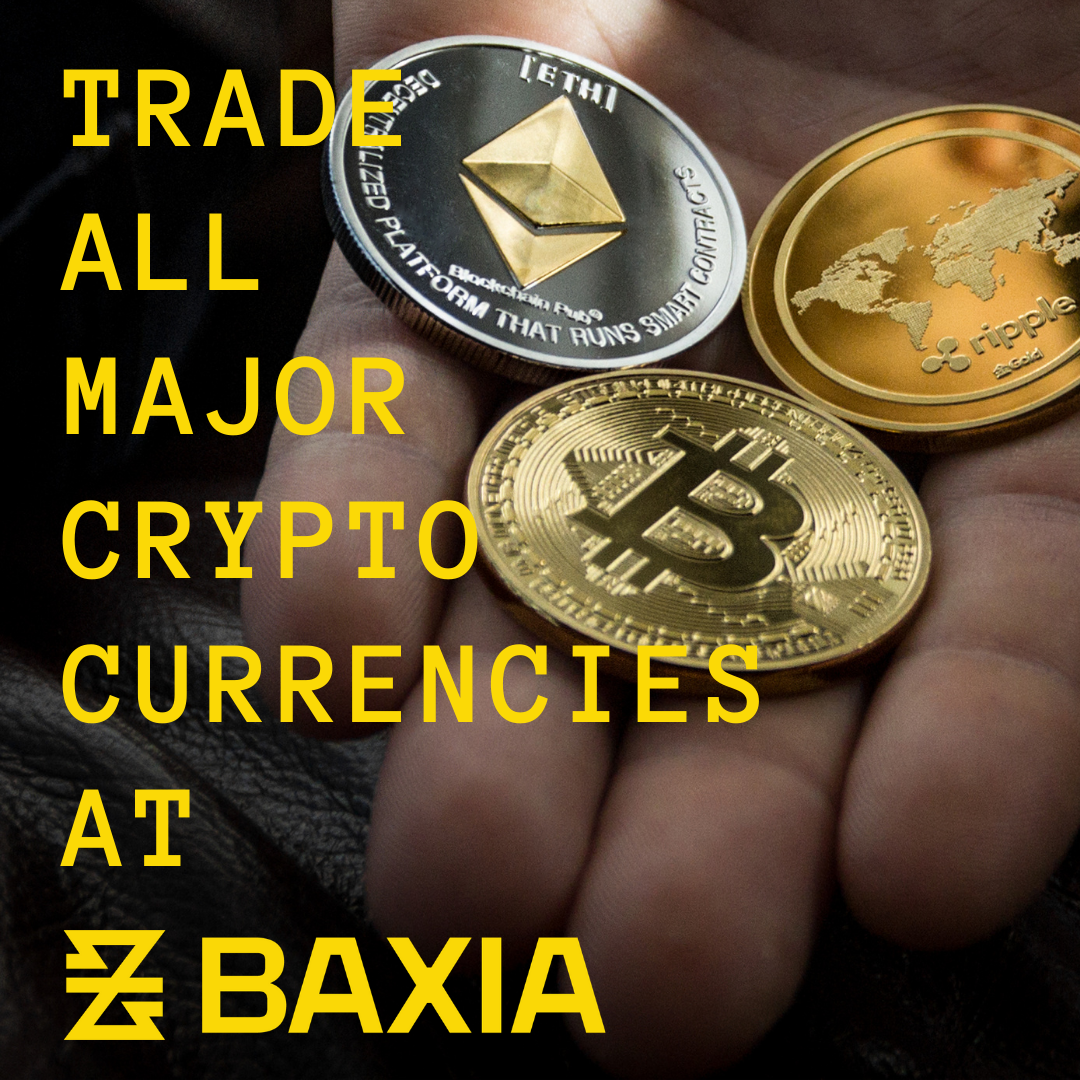 TRADE
ALL
MAJOR
CRYPTO
CURRENCIES
AT
BAXIA
[ETH]
DECENTRALIZED PLATFORM THAT RUNS SMART CONTRACTS
Blockchain Pub®
ripple